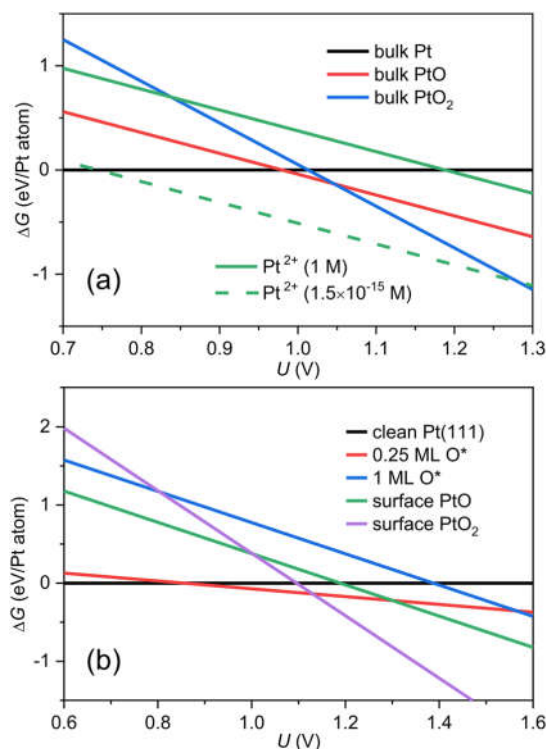 1
0
-1
ΔG (eV/Pt atom)
bulk Pt
bulk PtO
bulk PtO2
Pt2+ (1 M)
Pt2+ (1.5×10-15 M)
(a)
0.7 0.8 0.9 1.0 1.1 1.2 1.3
U (V)
2
1
0
-1
ΔG (eV/Pt atom)
clean Pt(111)
0.25 ML O*
1 ML O*
surface PtO
surface PtO2
(b)
0.6 0.8 1.0 1.2 1.4 1.6
U (V)